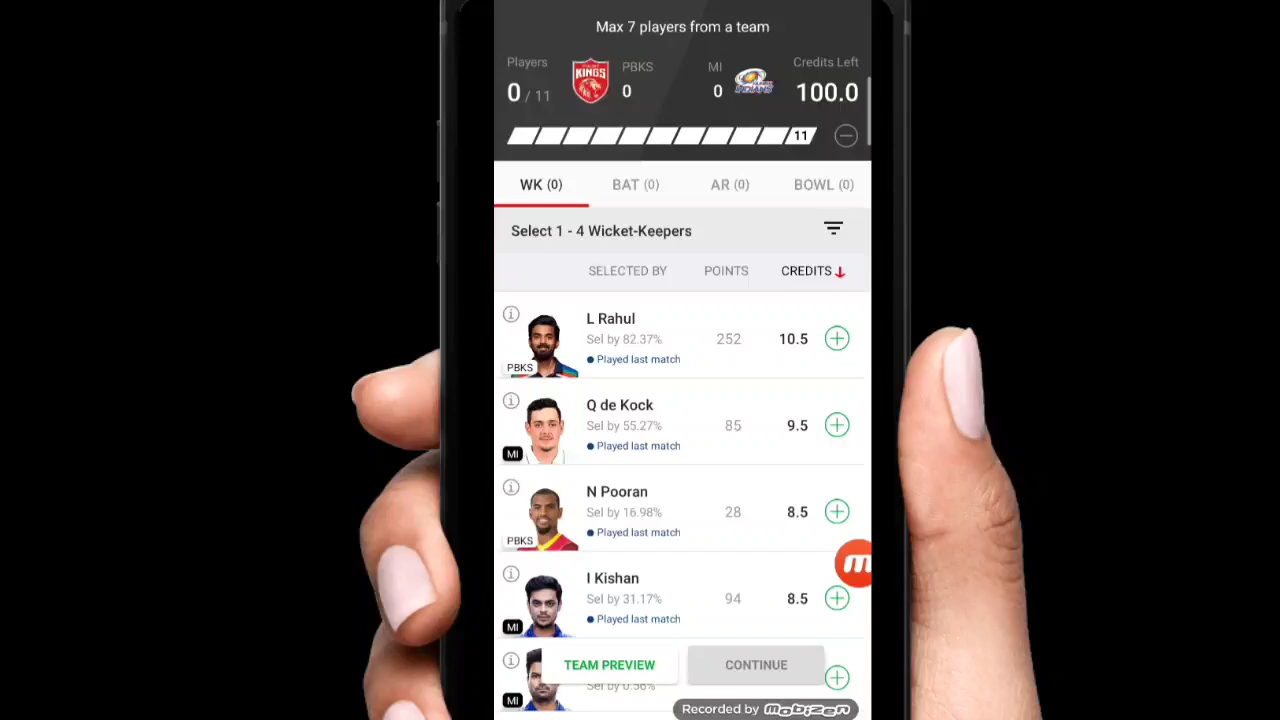 Max 7 players from a team
Players PBKS MI Credits Left
0 / 11 KINGS 0 0 INDIANS 100.0
11
WK (0) BAT (0) AR (0) BOWL (0)
Select 1 - 4 Wicket-Keepers
SELECTED BY POINTS CREDITS
L Rahul
Sel by 82.37% 252 10.5
Played last match
PBKS
Q de Kock
Sel by 55.27% 85 9.5
Played last match
MI
N Pooran
Sel by 16.98% 28 8.5
Played last match
PBKS
I Kishan
Sel by 31.17% 94 8.5
Played last match
MI
TEAM PREVIEW CONTINUE
Sel by 0.56%
MI
Recorded by mobizen